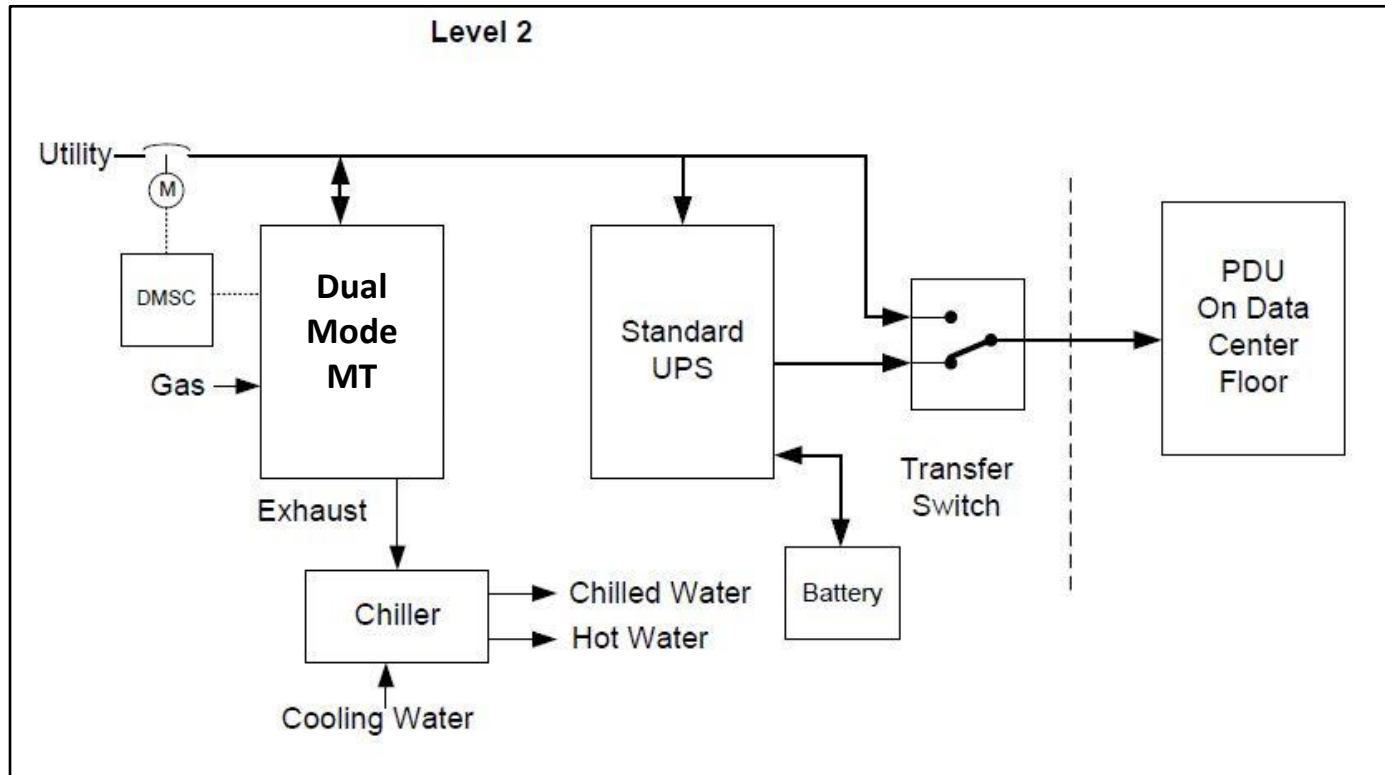 Level 2
Utility
M
DMSC
Dual
Mode
MT
Gas
Exhaust
Chiller
Chilled Water
Hot Water
Cooling Water
Standard
UPS
Battery
Transfer
Switch
PDU
On Data
Center
Floor